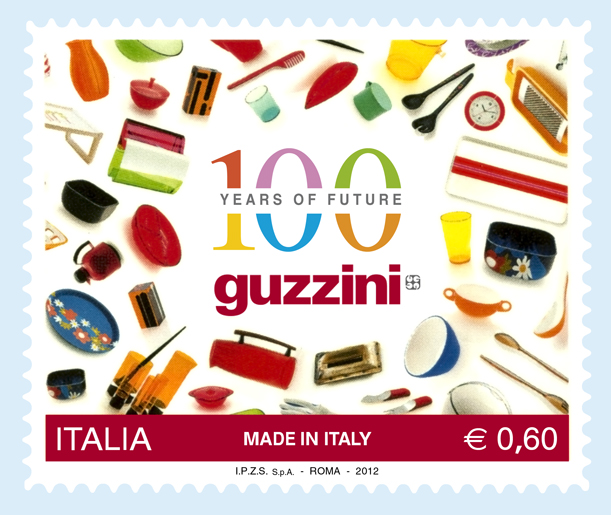 100
YEARS OF FUTURE
guzzini
ITALIA MADE IN ITALY € 0,60
I.P.Z.S. S.p.A. - ROMA - 2012